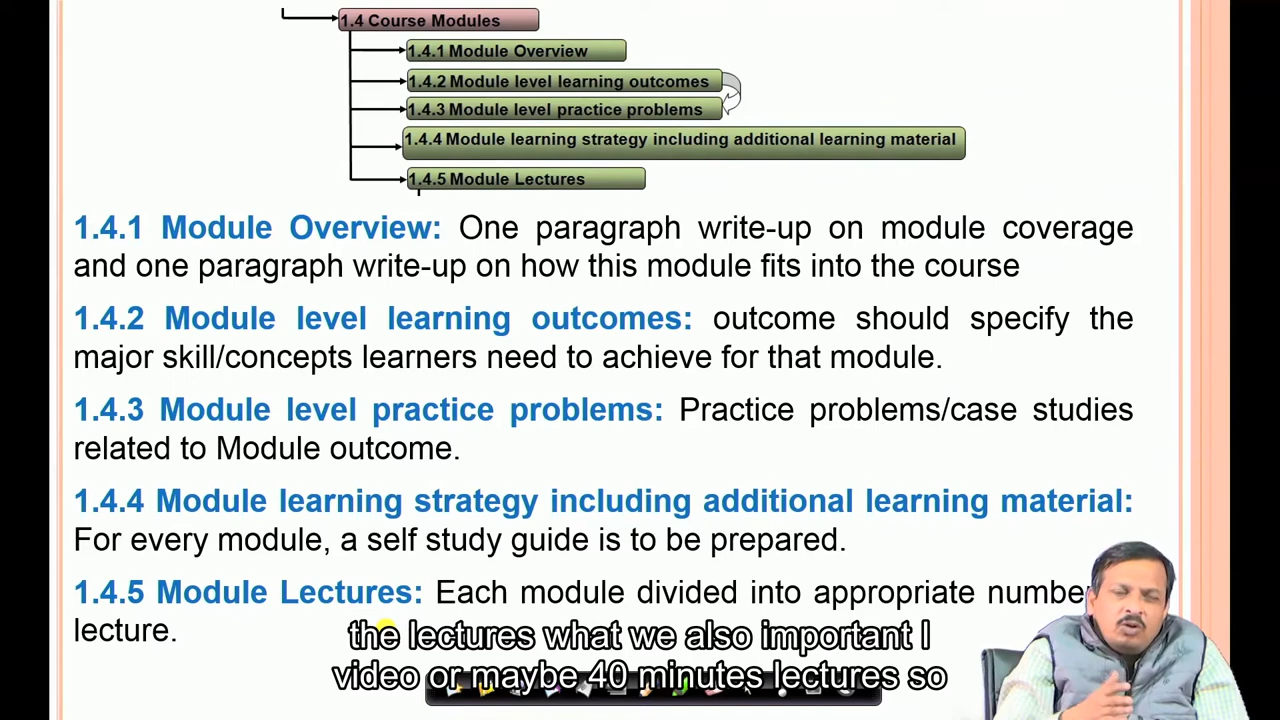 1.4 Course Modules
1.4.1 Module Overview
1.4.2 Module level learning outcomes
1.4.3 Module level practice problems
1.4.4 Module learning strategy including additional learning material
1.4.5 Module Lectures
1.4.1 Module Overview: One paragraph write-up on module coverage
and one paragraph write-up on how this module fits into the course
1.4.2 Module level learning outcomes: outcome should specify the
major skill/concepts learners need to achieve for that module.
1.4.3 Module level practice problems: Practice problems/case studies
related to Module outcome.
1.4.4 Module learning strategy including additional learning material:
For every module, a self study guide is to be prepared.
1.4.5 Module Lectures: Each module divided into appropriate
lecture.
the lectures what we also important I
video or maybe 40 minutes lectures so